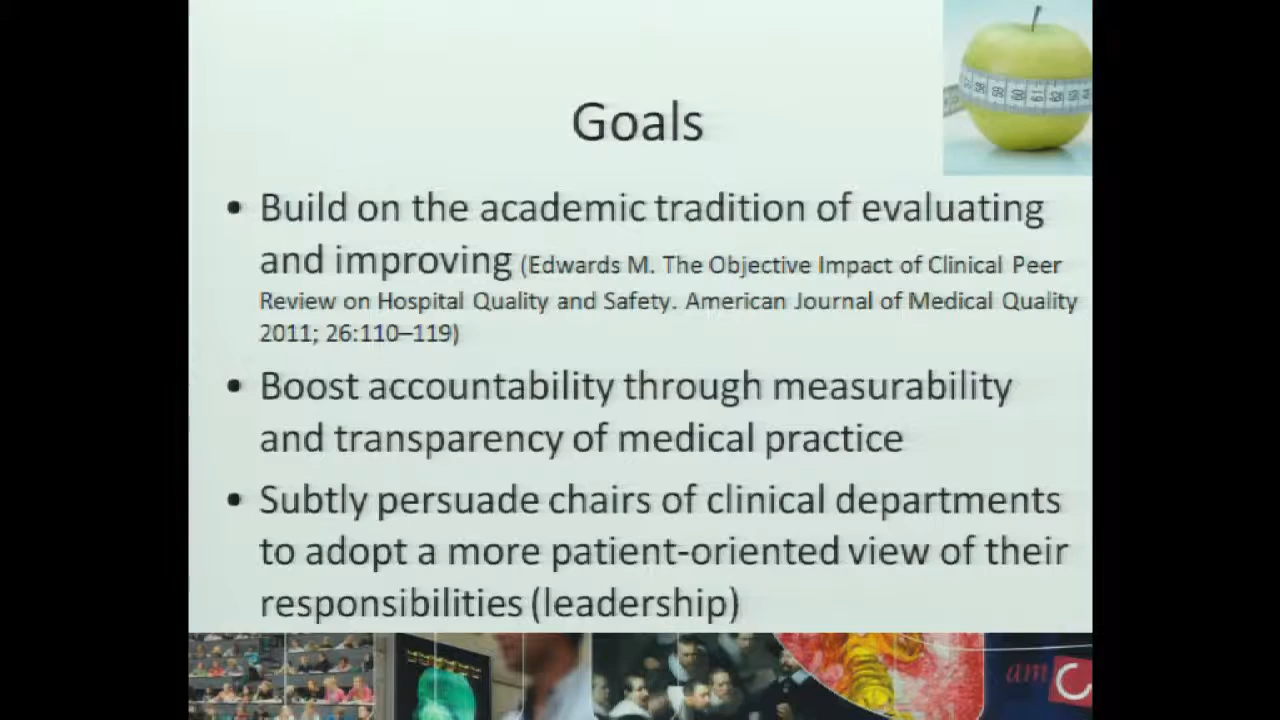 Goals
• Build on the academic tradition of evaluating
and improving (Edwards M. The Objective Impact of Clinical Peer
Review on Hospital Quality and Safety. American Journal of Medical Quality
2011; 26:110–119)
• Boost accountability through measurability
and transparency of medical practice
• Subtly persuade chairs of clinical departments
to adopt a more patient-oriented view of their
responsibilities (leadership)
am